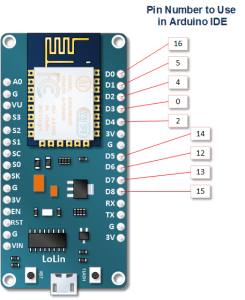 Pin Number to Use
in Arduino IDE
16
A0 D0
5
G D1
VU D2
4
S3 D3
0
S2 D4
2
S1 3V
SC G
14
S0 D5
12
SK D6
G D7
13
3V D8
15
EN RX
RST TX
G G
VIN 3V
LoLin
RST